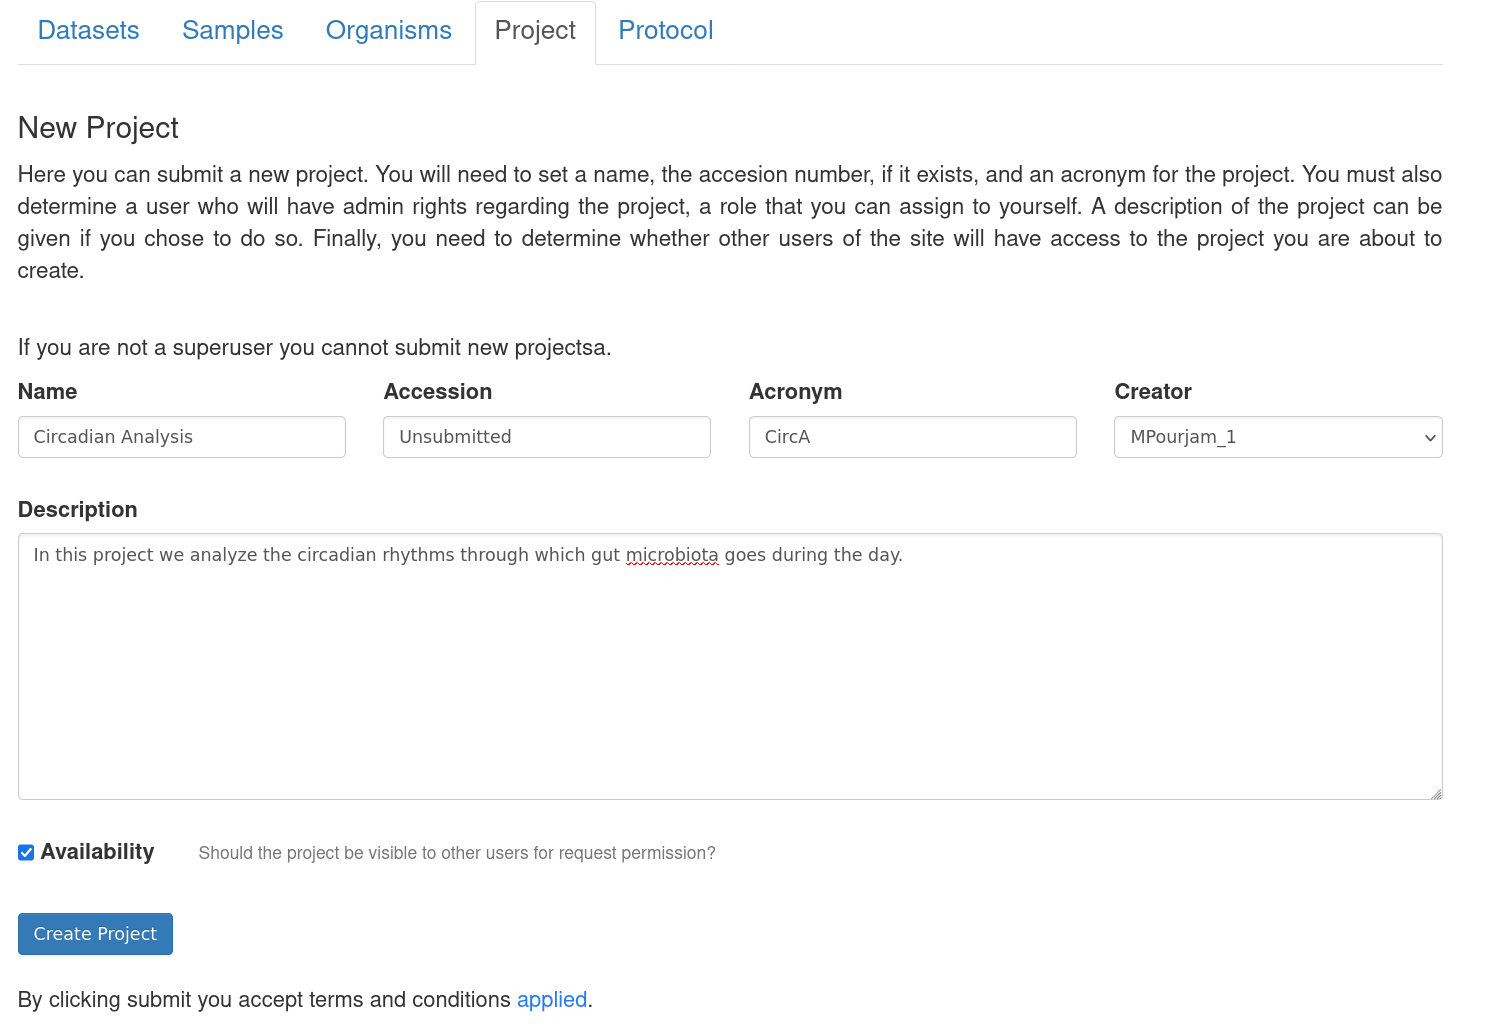 Datasets Samples Organisms Project Protocol
New Project
Here you can submit a new project. You will need to set a name, the accesion number, if it exists, and an acronym for the project. You must also
determine a user who will have admin rights regarding the project, a role that you can assign to yourself. A description of the project can be
given if you chose to do so. Finally, you need to determine whether other users of the site will have access to the project you are about to
create.
If you are not a superuser you cannot submit new projectsa.
Name Accession Acronym Creator
Circadian Analysis Unsubmitted CircA MPourjam_1
Description
In this project we analyze the circadian rhythms through which gut microbiota goes during the day.
Availability Should the project be visible to other users for request permission?
Create Project
By clicking submit you accept terms and conditions applied.